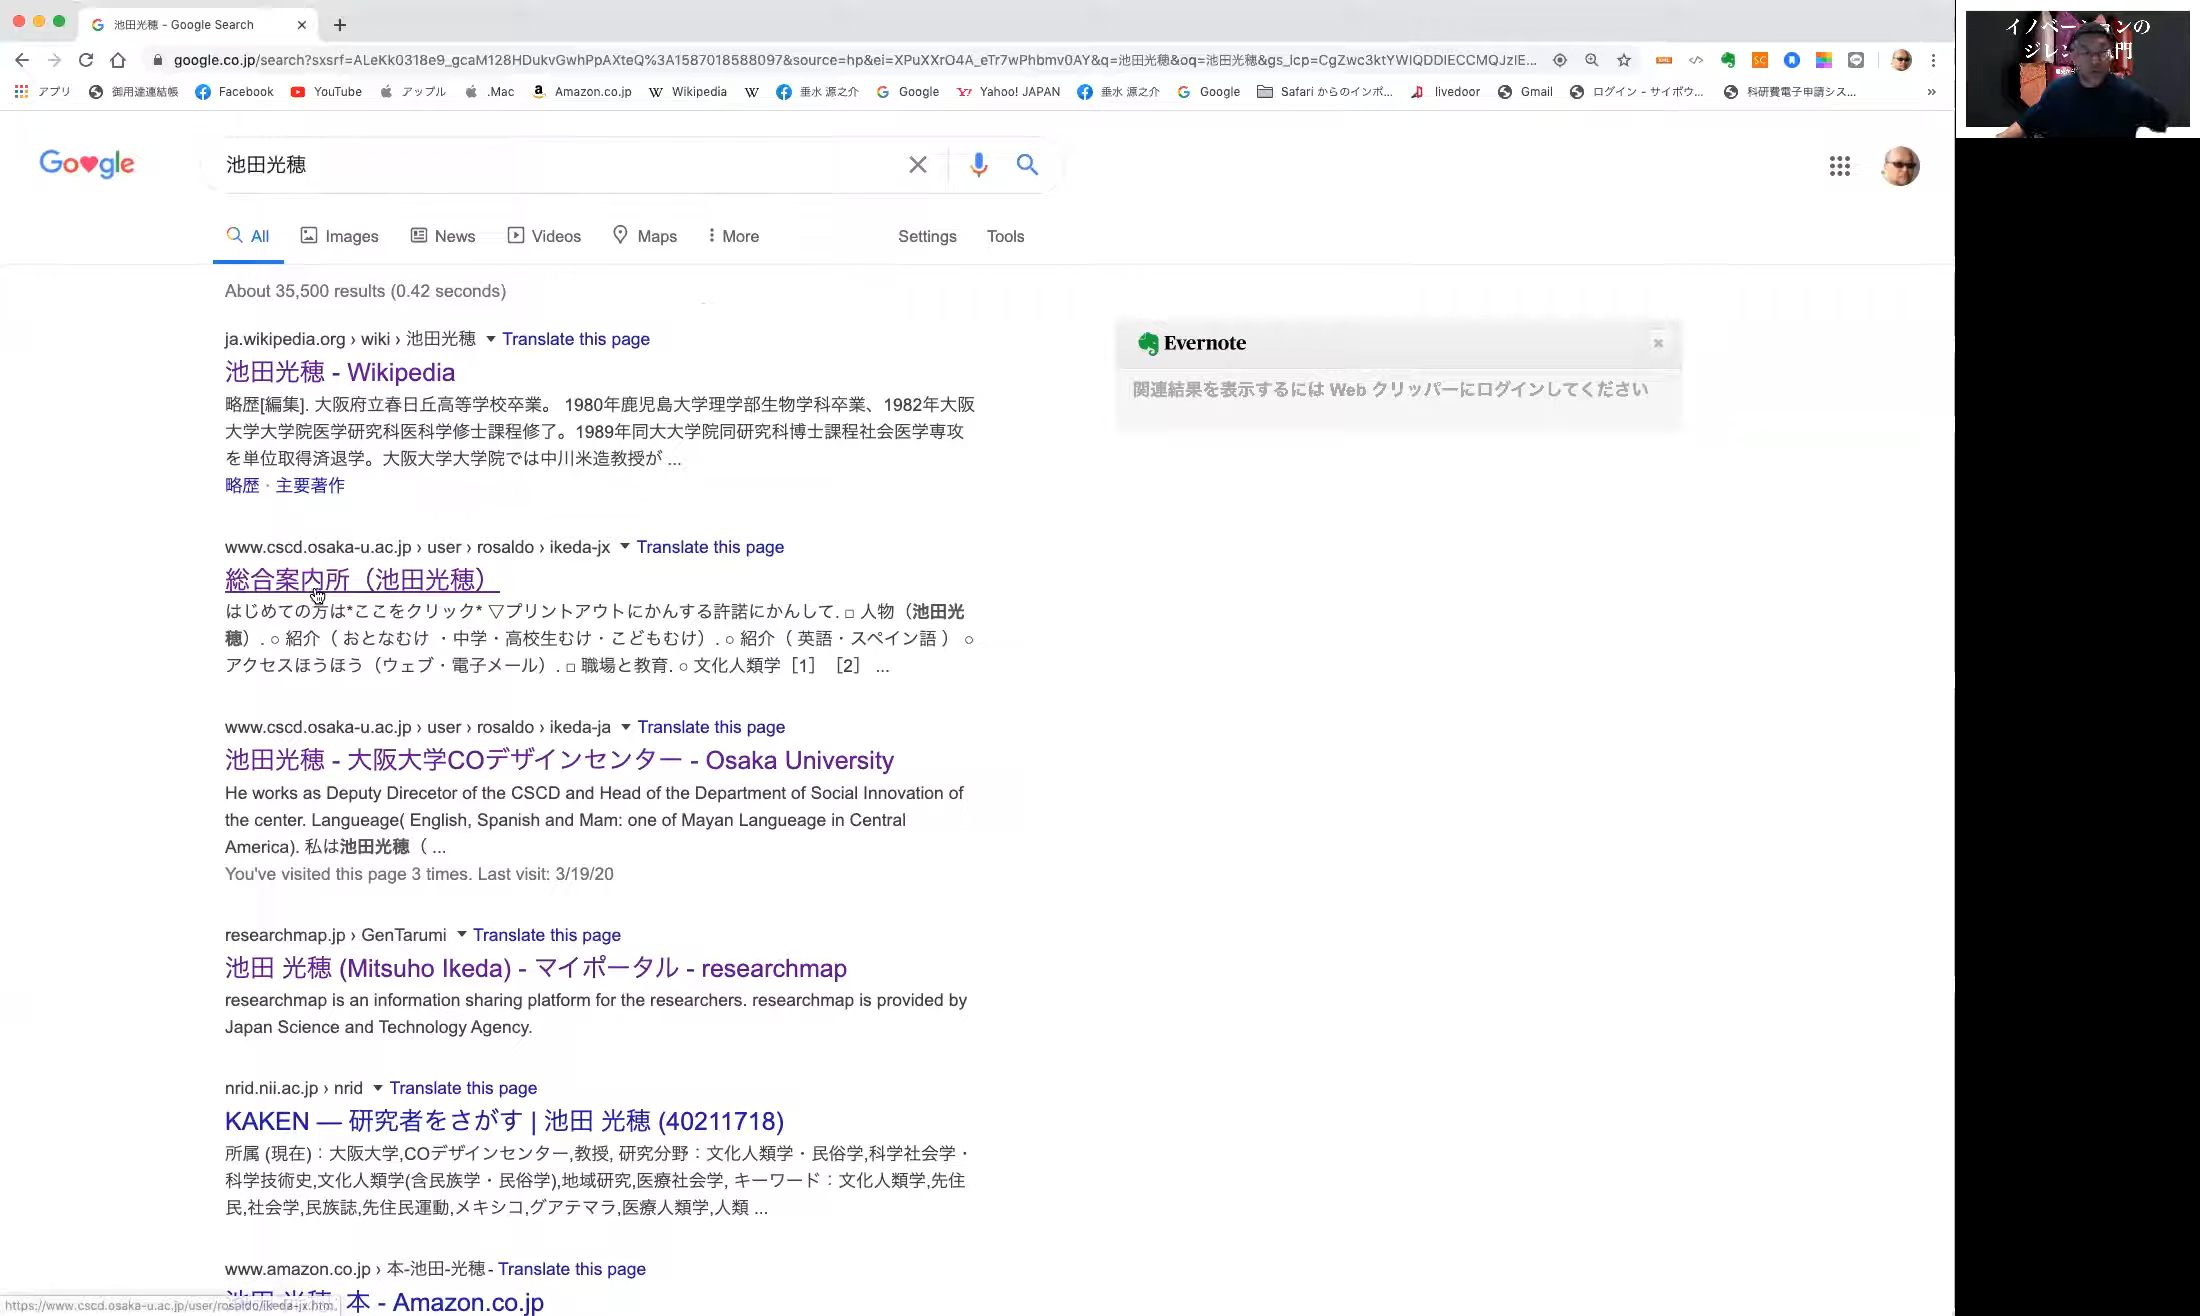 池田光穂 - Google Search
google.co.jp/search?sxsrf=ALeKk0318e9_gcaM128HDukvGwhPpAXteQ%3A1587018588097&source=hp&ei=XPuXXrO4A_eTr7wPhbmv0AY&q=池田光穂&oq=池田光穂&gs_lcp=CgZwc3ktYWIQDDIECCMQJzIE...
アプリ 御用達連結帳 Facebook YouTube アップル .Mac Amazon.co.jp Wikipedia 垂水 源之介 Google Yahoo! JAPAN 垂水 源之介 Google Safari からのインポ... livedoor Gmail ログイン - サイボウ... 科研費電子申請シス... »
イノベーションの
Google
池田光穂
All Images News Videos Maps More Settings Tools
About 35,500 results (0.42 seconds)
ja.wikipedia.org › wiki › 池田光穂 Translate this page
池田光穂 - Wikipedia
略歴[編集]. 大阪府立春日丘高等学校卒業。 1980年鹿児島大学理学部生物学科卒業、1982年大阪
大学大学院医学研究科医科学修士課程修了。1989年同大大学院同研究科博士課程社会医学専攻
を単位取得済退学。大阪大学大学院では中川米造教授が ...
略歴 · 主要著作
Evernote
関連結果を表示するには Web クリッパーにログインしてください
www.cscd.osaka-u.ac.jp › user › rosaldo › ikeda-jx Translate this page
総合案内所（池田光穂）
はじめての方は*ここをクリック* ▽プリントアウトにかんする許諾にかんして. □ 人物（池田光
穂）. ○ 紹介（ おとなむけ ・中学・高校生むけ・こどもむけ）. ○ 紹介（ 英語・スペイン語 ） ○
アクセスほうほう（ウェブ・電子メール）. □ 職場と教育. ○ 文化人類学［1］［2］ ...
www.cscd.osaka-u.ac.jp › user › rosaldo › ikeda-ja Translate this page
池田光穂 - 大阪大学COデザインセンター - Osaka University
He works as Deputy Direcetor of the CSCD and Head of the Department of Social Innovation of
the center. Langueage( English, Spanish and Mam: one of Mayan Langueage in Central
America). 私は池田光穂（ ...
You've visited this page 3 times. Last visit: 3/19/20
researchmap.jp › GenTarumi Translate this page
池田 光穂 (Mitsuho Ikeda) - マイポータル - researchmap
researchmap is an information sharing platform for the researchers. researchmap is provided by
Japan Science and Technology Agency.
nrid.nii.ac.jp › nrid Translate this page
KAKEN — 研究者をさがす | 池田 光穂 (40211718)
所属 (現在)：大阪大学,COデザインセンター,教授, 研究分野：文化人類学・民俗学,科学社会学・
科学技術史,文化人類学(含民族学・民俗学),地域研究,医療社会学, キーワード：文化人類学,先住
民,社会学,民族誌,先住民運動,メキシコ,グアテマラ,医療人類学,人類 ...
www.amazon.co.jp › 本-池田-光穂 - Translate this page
池田 光穂: 本 - Amazon.co.jp
https://www.cscd.osaka-u.ac.jp/user/rosaldo/ikeda-jx.htm